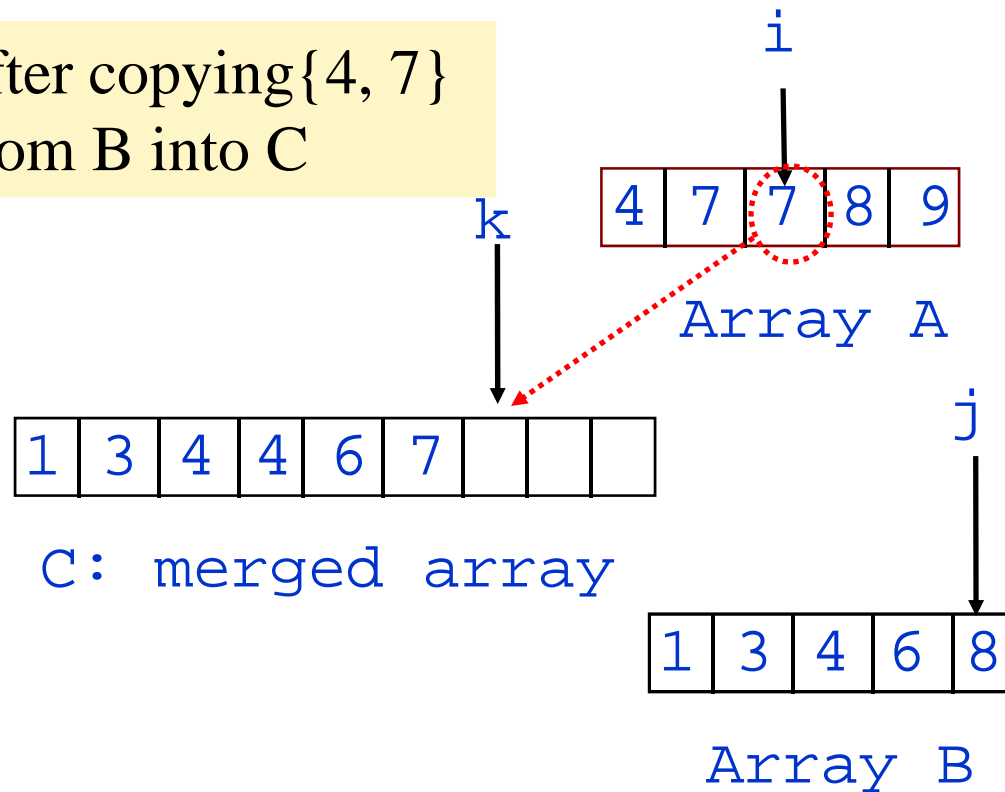 fter copying{4, 7}
om B into C
i
4 7 7 8 9
k
Array A
j
1 3 4 4 6 7
C: merged array
1 3 4 6 8
Array B